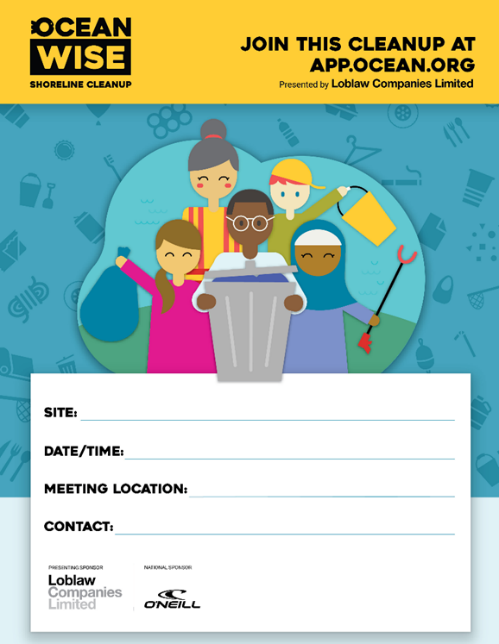 OCEAN
WISE
SHORELINE CLEANUP
JOIN THIS CLEANUP AT
APP.OCEAN.ORG
Presented by Loblaw Companies Limited
SITE:
DATE/TIME:
MEETING LOCATION:
CONTACT:
PRESENTING SPONSOR
Loblaw
Companies
Limited
NATIONAL SPONSOR
O'NEILL